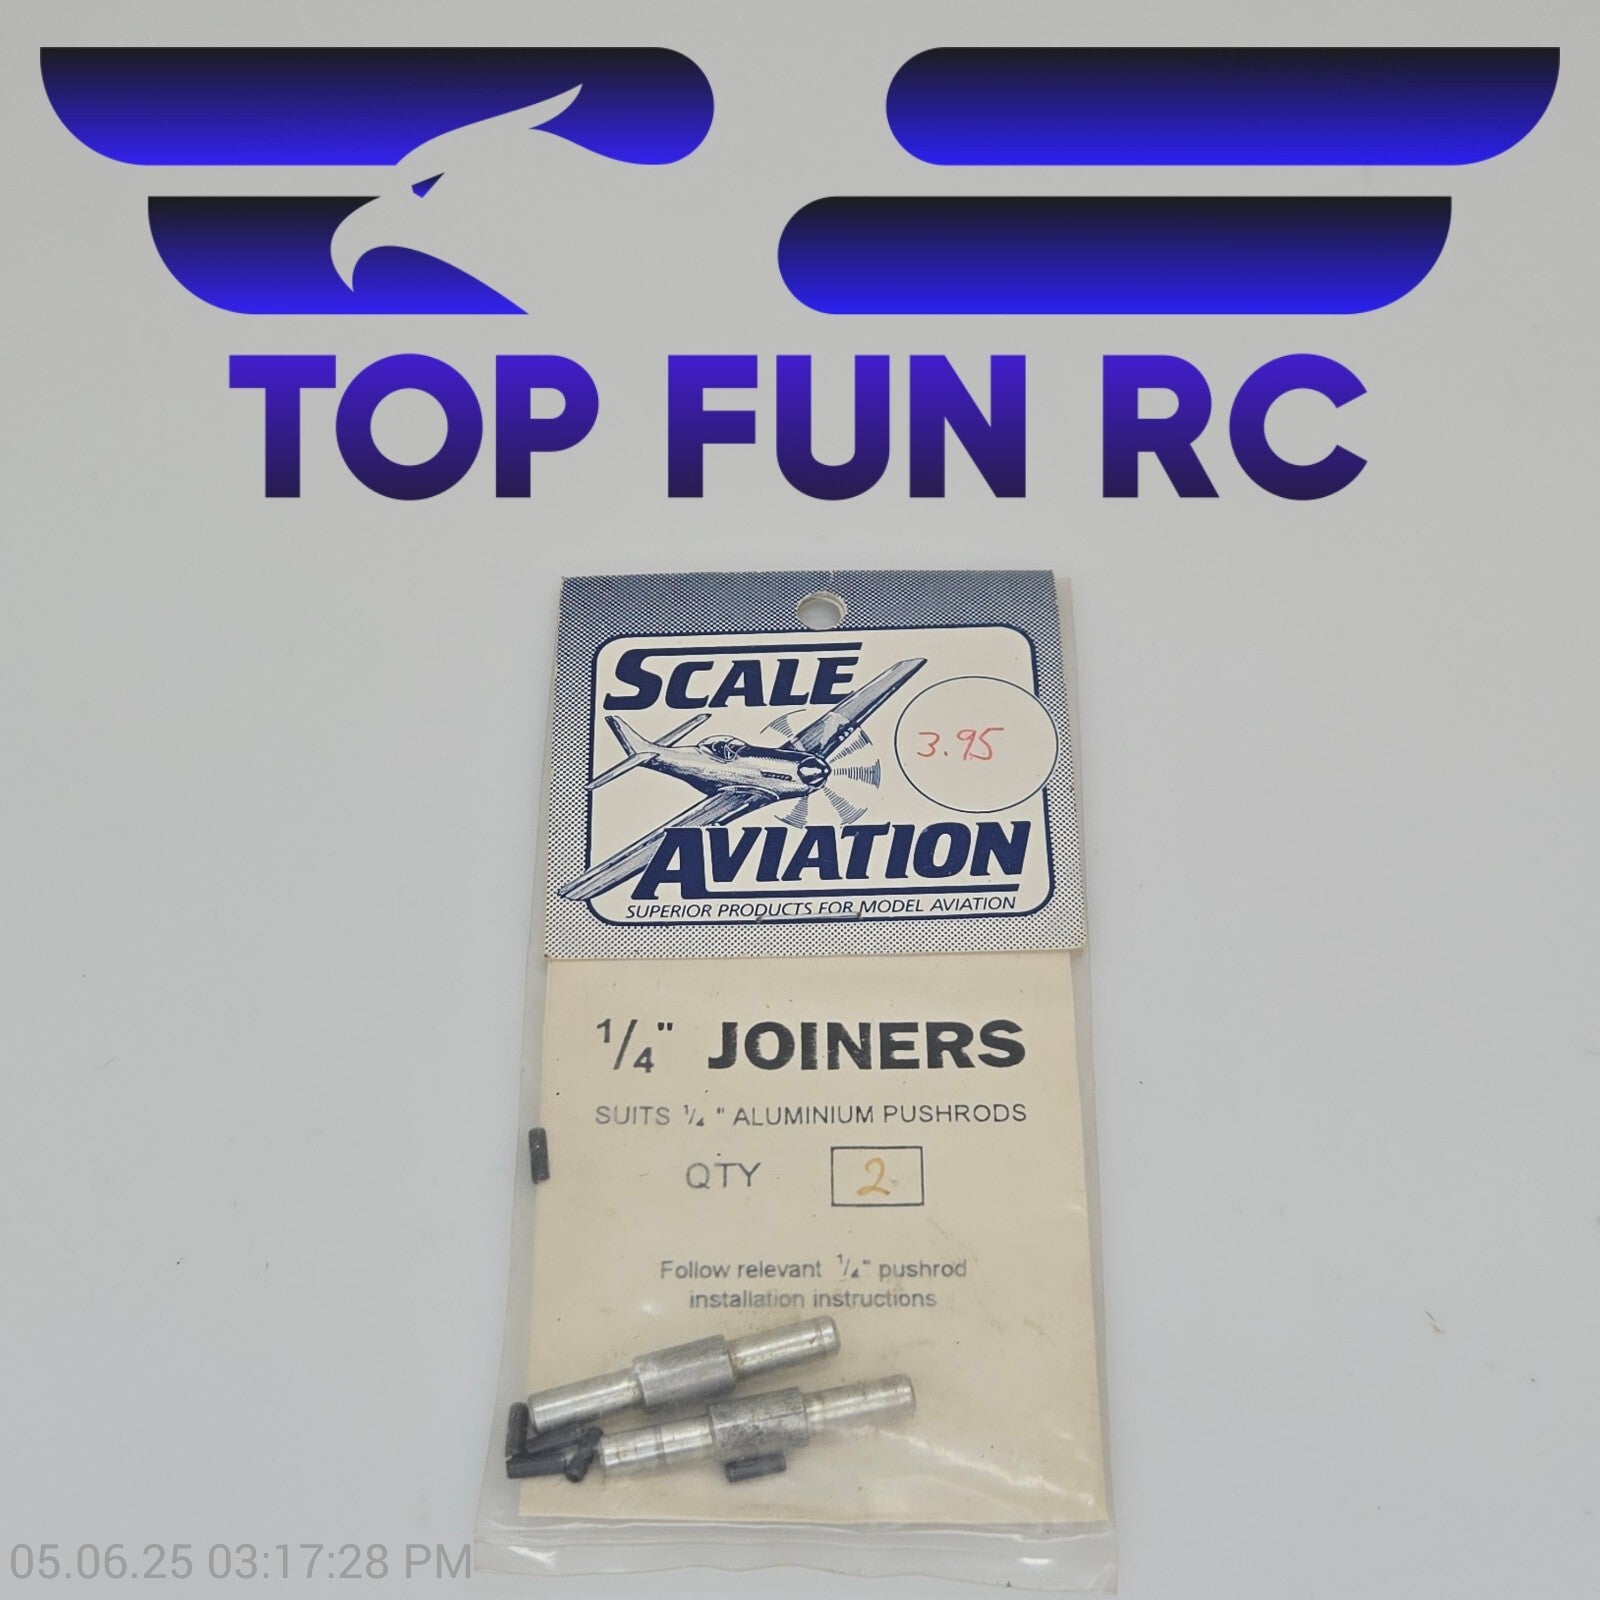 TOP FUN RC
SCALE
3.95
AVIATION
SUPERIOR PRODUCTS FOR MODEL AVIATION
1/4" JOINERS
SUITS 1/4" ALUMINIUM PUSHRODS
QTY 2
Follow relevant 1/4" pushrod
installation instructions
05.06.25 03:17:28 PM